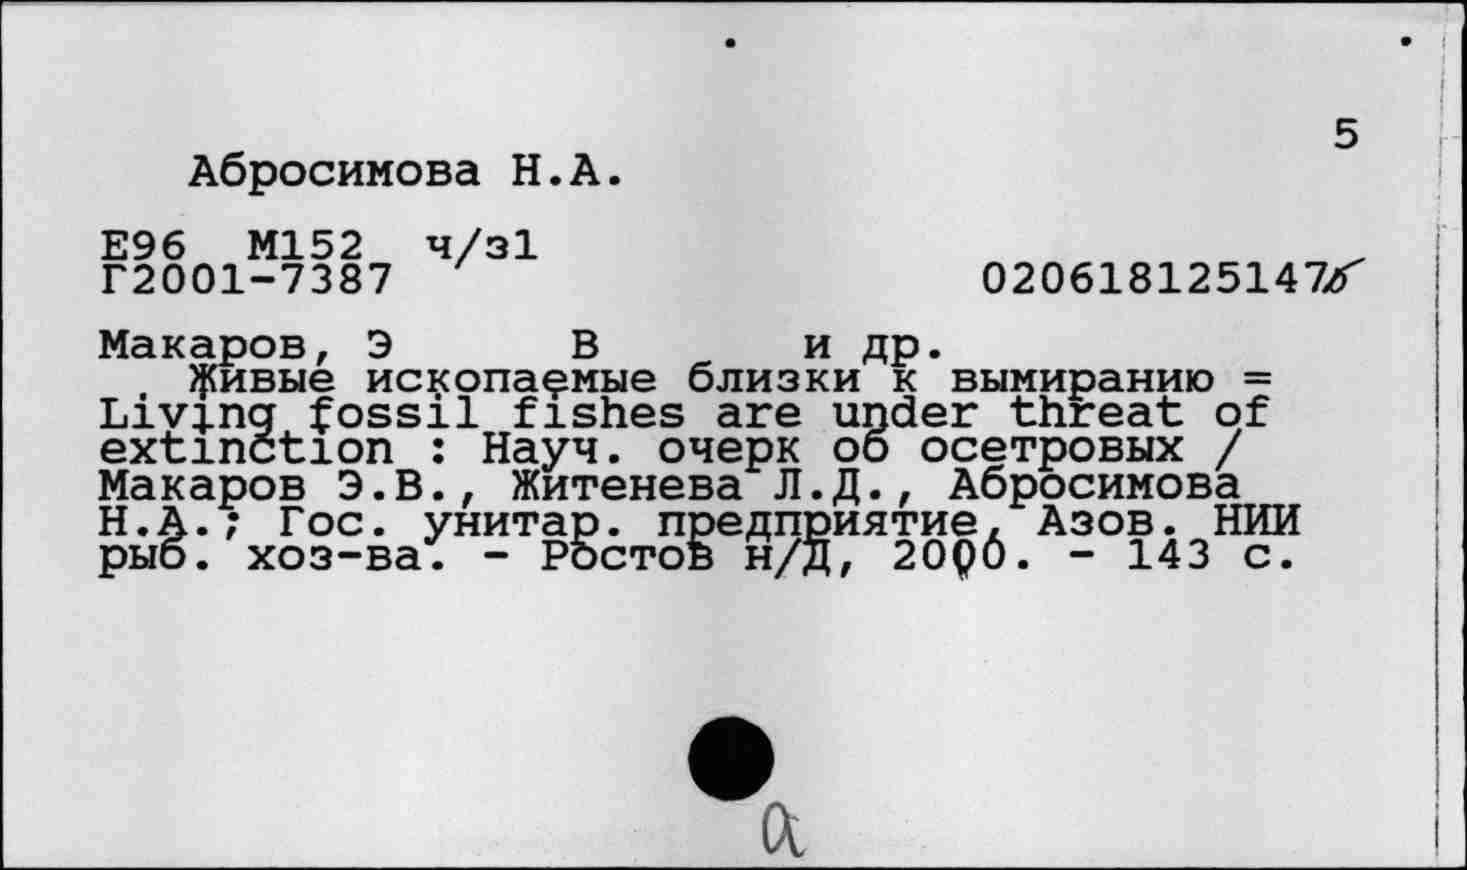 5
Абросимова Н.А.
Е96 М152 ч/з1
Г2001-7387 020618125147б
Макаров, Э В и др.
Живые ископаемые близки к вымиранию =
Living fossil fishes are under threat of
extinction : Науч. очерк об осетровых /
Макаров Э.В., Житенева Л.Д., Абросимова
Н.А.; Гос. унитар. предприятие, Азов. НИИ
рыб. хоз-ва. - Ростов н/Д, 2000. - 143 с.
а